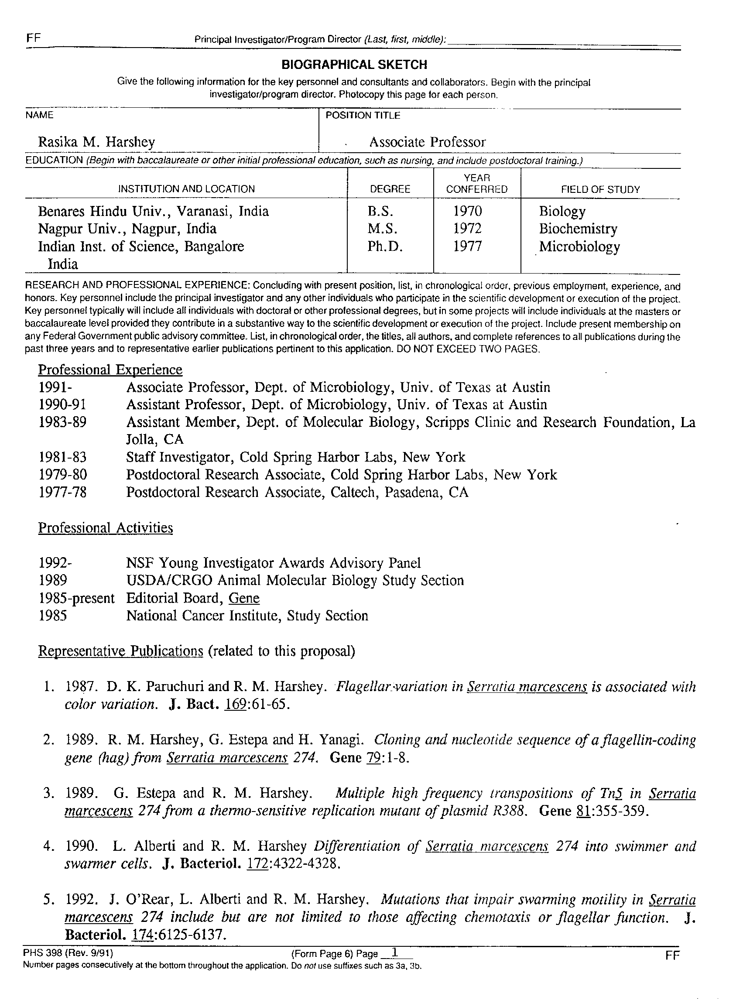 FF Principal Investigator/Program Director (Last, first, middle):
BIOGRAPHICAL SKETCH
Give the following information for the key personnel and consultants and collaborators. Begin with the principal
investigator/program director. Photocopy this page for each person.
NAME POSITION TITLE
Rasika M. Harshey Associate Professor
EDUCATION (Begin with baccalaureate or other initial professional education, such as nursing, and include postdoctoral training.)
INSTITUTION AND LOCATION DEGREE YEAR CONFERRED FIELD OF STUDY
Benares Hindu Univ., Varanasi, India B.S. 1970 Biology
Nagpur Univ., Nagpur, India M.S. 1972 Biochemistry
Indian Inst. of Science, Bangalore Ph.D. 1977 Microbiology
India
RESEARCH AND PROFESSIONAL EXPERIENCE: Concluding with present position, list, in chronological order, previous employment, experience, and
honors. Key personnel include the principal investigator and any other individuals who participate in the scientific development or execution of the project.
Key personnel typically will include all individuals with doctoral or other professional degrees, but in some projects will include individuals at the masters or
baccalaureate level provided they contribute in a substantive way to the scientific development or execution of the project. Include present membership on
any Federal Government public advisory committee. List, in chronological order, the titles, all authors, and complete references to all publications during the
past three years and to representative earlier publications pertinent to this application. DO NOT EXCEED TWO PAGES.
Professional Experience
1991- Associate Professor, Dept. of Microbiology, Univ. of Texas at Austin
1990-91 Assistant Professor, Dept. of Microbiology, Univ. of Texas at Austin
1983-89 Assistant Member, Dept. of Molecular Biology, Scripps Clinic and Research Foundation, La
Jolla, CA
1981-83 Staff Investigator, Cold Spring Harbor Labs, New York
1979-80 Postdoctoral Research Associate, Cold Spring Harbor Labs, New York
1977-78 Postdoctoral Research Associate, Caltech, Pasadena, CA
Professional Activities
1992- NSF Young Investigator Awards Advisory Panel
1989 USDA/CRGO Animal Molecular Biology Study Section
1985-present Editorial Board, Gene
1985 National Cancer Institute, Study Section
Representative Publications (related to this proposal)
1. 1987. D. K. Paruchuri and R. M. Harshey. Flagellar variation in Serratia marcescens is associated with
color variation. J. Bact. 169:61-65.
2. 1989. R. M. Harshey, G. Estepa and H. Yanagi. Cloning and nucleotide sequence of a flagellin-coding
gene (hag) from Serratia marcescens 274. Gene 79:1-8.
3. 1989. G. Estepa and R. M. Harshey. Multiple high frequency transpositions of Tn5 in Serratia
marcescens 274 from a thermo-sensitive replication mutant of plasmid R388. Gene 81:355-359.
4. 1990. L. Alberti and R. M. Harshey Differentiation of Serratia marcescens 274 into swimmer and
swarmer cells. J. Bacteriol. 172:4322-4328.
5. 1992. J. O'Rear, L. Alberti and R. M. Harshey. Mutations that impair swarming motility in Serratia
marcescens 274 include but are not limited to those affecting chemotaxis or flagellar function. J.
Bacteriol. 174:6125-6137.
PHS 398 (Rev. 9/91) (Form Page 6) Page 1 FF
Number pages consecutively at the bottom throughout the application. Do not use suffixes such as 3a, 3b.